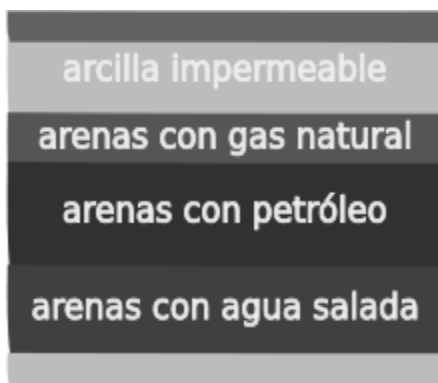 arcilla impermeable
arenas con gas natural
arenas con petróleo
arenas con agua salada